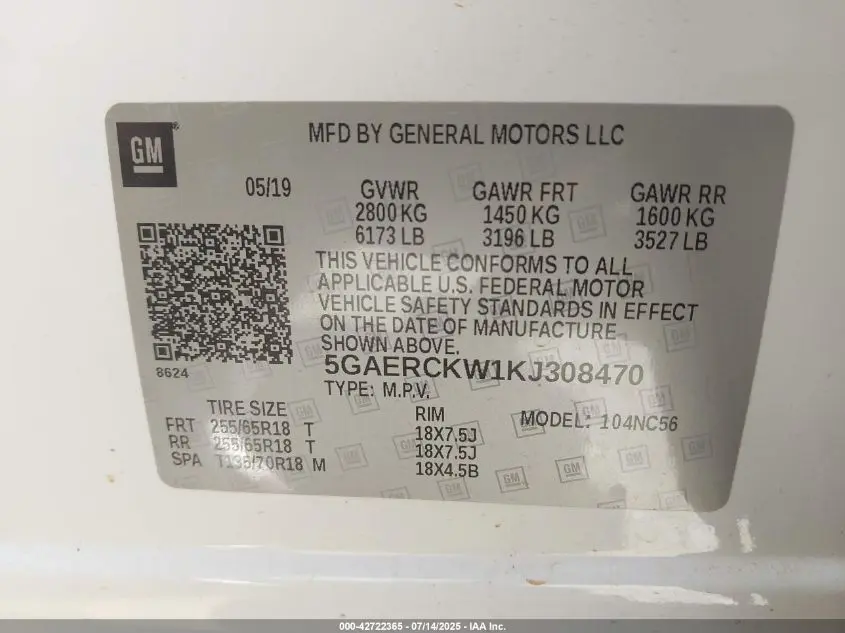 GM
MFD BY GENERAL MOTORS LLC
05/19 GVWR GAWR FRT GAWR RR
2800 KG 1450 KG 1600 KG
6173 LB 3196 LB 3527 LB
THIS VEHICLE CONFORMS TO ALL
APPLICABLE U.S. FEDERAL MOTOR
VEHICLE SAFETY STANDARDS IN EFFECT
ON THE DATE OF MANUFACTURE
SHOWN ABOVE.
8624
5GAERCKW1KJ308470
TYPE: M.P.V.
TIRE SIZE RIM MODEL: 104NC56
FRT 255/65R18 T 18X7.5J
RR 255/65R18 T 18X7.5J
SPA T135/70R18 M 18X4.5B
000-42722365 - 07/14/2025 - IAA Inc.